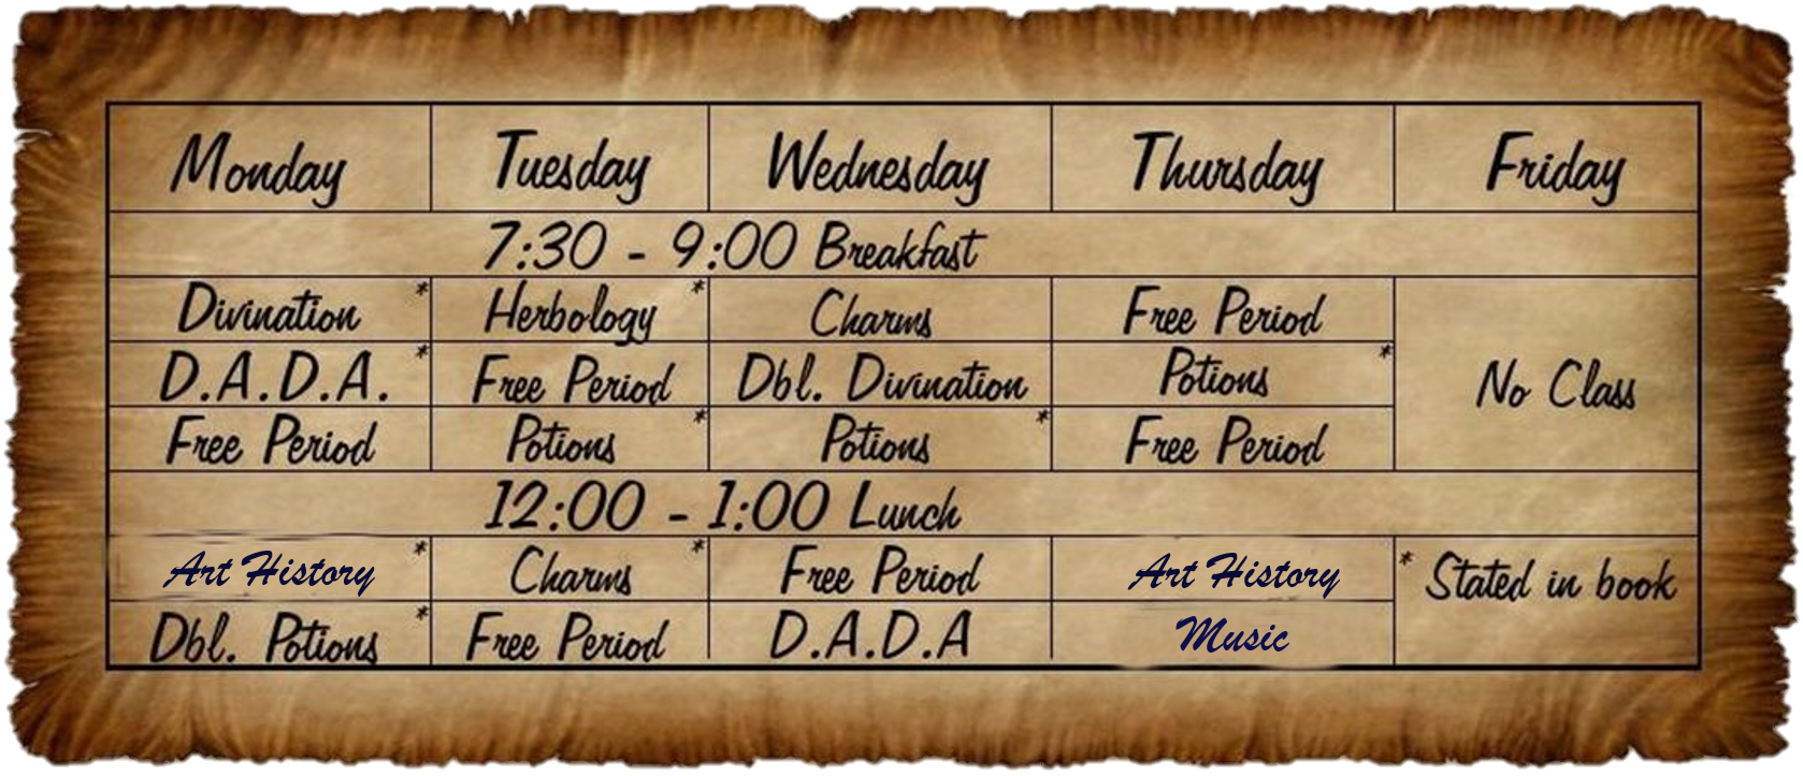 Monday Tuesday Wednesday Thursday Friday
7:30 - 9:00 Breakfast
Divination * Herbology * Charms Free Period
D.A.D.A. * Free Period Dbl. Divination Potions * No Class
Free Period Potions * Potions * Free Period
12:00 - 1:00 Lunch
Art History * Charms * Free Period Art History * Stated in book
Dbl. Potions * Free Period D.A.D.A Music